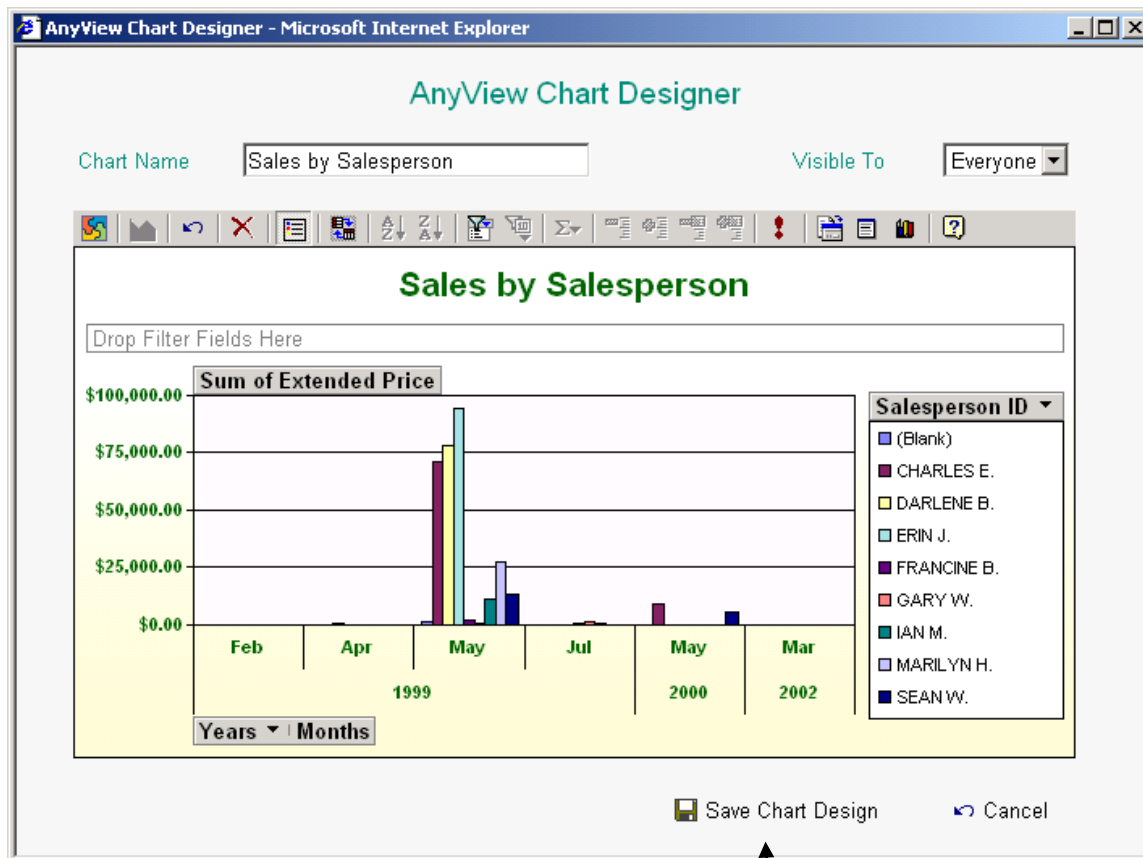 AnyView Chart Designer - Microsoft Internet Explorer
AnyView Chart Designer
Chart Name Sales by Salesperson Visible To Everyone
Sales by Salesperson
Drop Filter Fields Here
Sum of Extended Price
$100,000.00
$75,000.00
$50,000.00
$25,000.00
$0.00
Feb Apr May Jul May Mar
1999 2000 2002
Years Months
Salesperson ID
(Blank)
CHARLES E.
DARLENE B.
ERIN J.
FRANCINE B.
GARY W.
IAN M.
MARILYN H.
SEAN W.
Save Chart Design Cancel